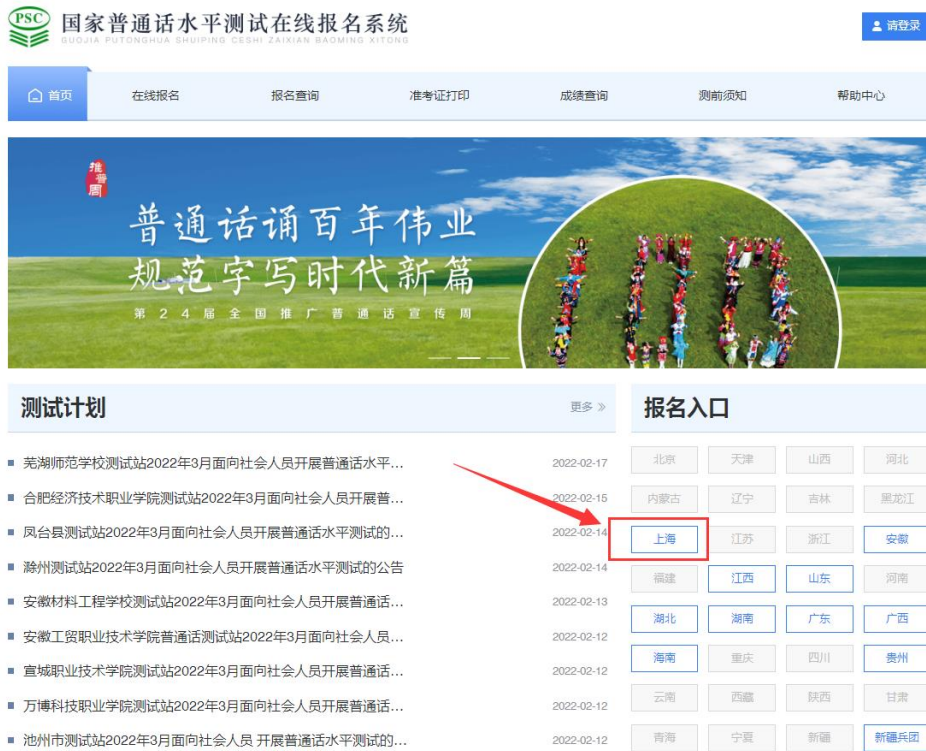 PSC
国家普通话水平测试在线报名系统
GUOJIA PUTONGHUA SHUIPING CESHI ZAIXIAN BAOMING XITONG
请登录
首页 在线报名 报名查询 准考证打印 成绩查询 测前须知 帮助中心
推普周
普通话诵百年伟业
规范字写时代新篇
第24届全国推广普通话宣传周
100
测试计划 更多 »
报名入口
芜湖师范学校测试站2022年3月面向社会人员开展普通话水平... 2022-02-17
合肥经济技术职业学院测试站2022年3月面向社会人员开展普... 2022-02-15
凤台县测试站2022年3月面向社会人员开展普通话水平测试的... 2022-02-14
滁州测试站2022年3月面向社会人员开展普通话水平测试的公告 2022-02-14
安徽材料工程学校测试站2022年3月面向社会人员开展普通话... 2022-02-13
安徽工贸职业技术学院普通话测试站2022年3月面向社会人员... 2022-02-12
宣城职业技术学院测试站2022年3月面向社会人员开展普通话... 2022-02-12
万博科技职业学院测试站2022年3月面向社会人员开展普通话... 2022-02-12
池州市测试站2022年3月面向社会人员 开展普通话水平测试的... 2022-02-12
北京 天津 山西 河北
内蒙古 辽宁 吉林 黑龙江
上海 江苏 浙江 安徽
福建 江西 山东 河南
湖北 湖南 广东 广西
海南 重庆 四川 贵州
云南 西藏 陕西 甘肃
青海 宁夏 新疆 新疆兵团